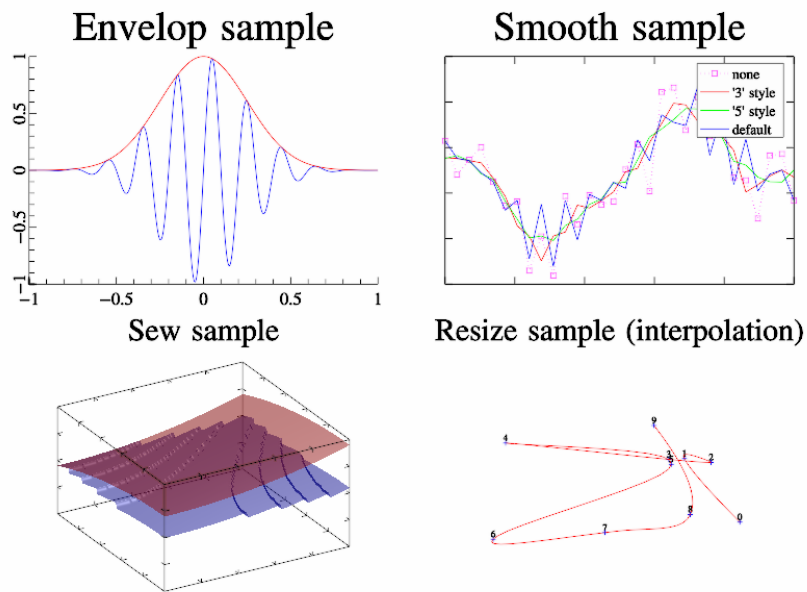 Envelop sample
Smooth sample
1
0.5
0
−0.5
−1
−1
−0.5
0
0.5
1
none
'3' style
'5' style
default
Sew sample
Resize sample (interpolation)
9
4
3
1
2
5
8
0
7
6